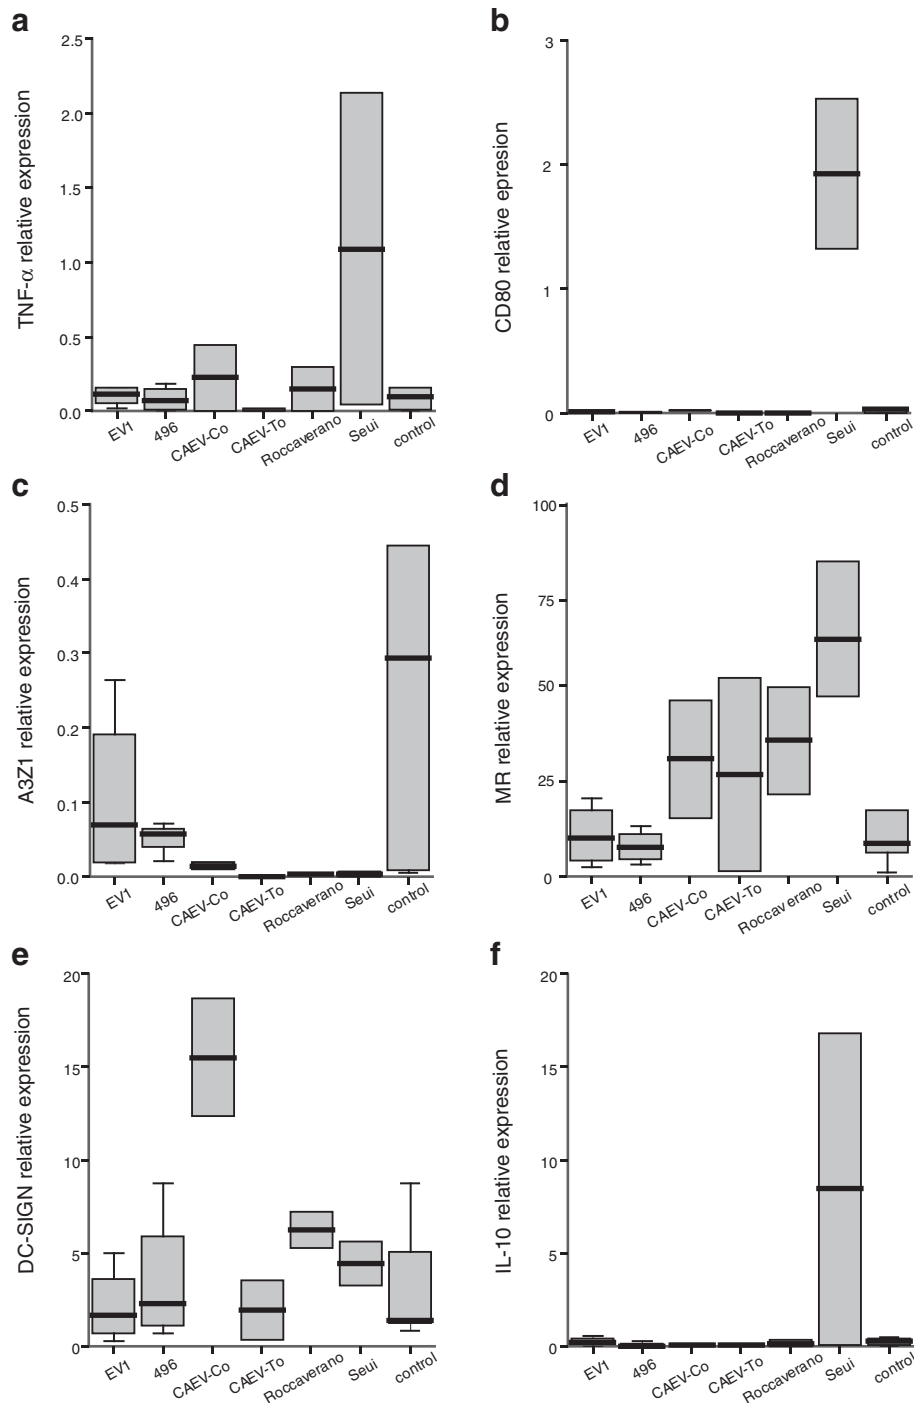 a
TNF-α relative expression
2.5
2.0
1.5
1.0
0.5
0.0
EV1
496
CAEV-Co
CAEV-To
Roccaverano
Seui
control
b
CD80 relative epresion
3
2
1
0
EV1
496
CAEV-Co
CAEV-To
Roccaverano
Seui
control
c
A3Z1 relative expression
0.5
0.4
0.3
0.2
0.1
0.0
EV1
496
CAEV-Co
CAEV-To
Roccaverano
Seui
control
d
MR relative expression
100
75
50
25
0
EV1
496
CAEV-Co
CAEV-To
Roccaverano
Seui
control
e
DC-SIGN relative expression
20
15
10
5
0
EV1
496
CAEV-Co
CAEV-To
Roccaverano
Seui
control
f
IL-10 relative expression
20
15
10
5
0
EV1
496
CAEV-Co
CAEV-To
Roccaverano
Seui
control